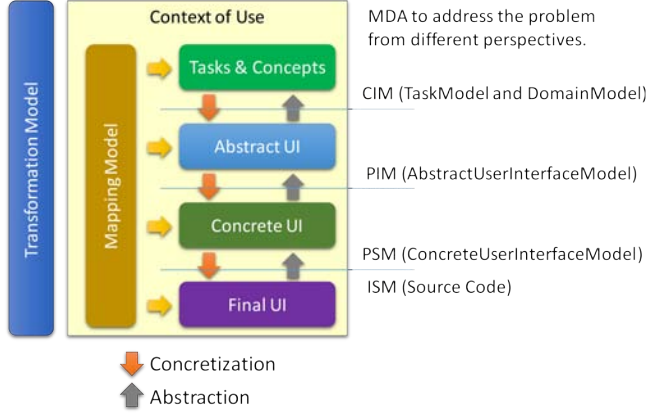 Context of Use
MDA to address the problem
from different perspectives.
Transformation Model
Mapping Model
Tasks & Concepts
CIM (TaskModel and DomainModel)
Abstract UI
PIM (AbstractUserInterfaceModel)
Concrete UI
PSM (ConcreteUserInterfaceModel)
ISM (Source Code)
Final UI
Concretization
Abstraction